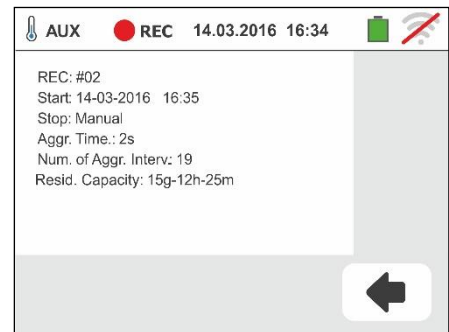 AUX REC 14.03.2016 16:34
REC: #02
Start: 14-03-2016 16:35
Stop: Manual
Aggr. Time.: 2s
Num. of Aggr. Interv.: 19
Resid. Capacity: 15g-12h-25m